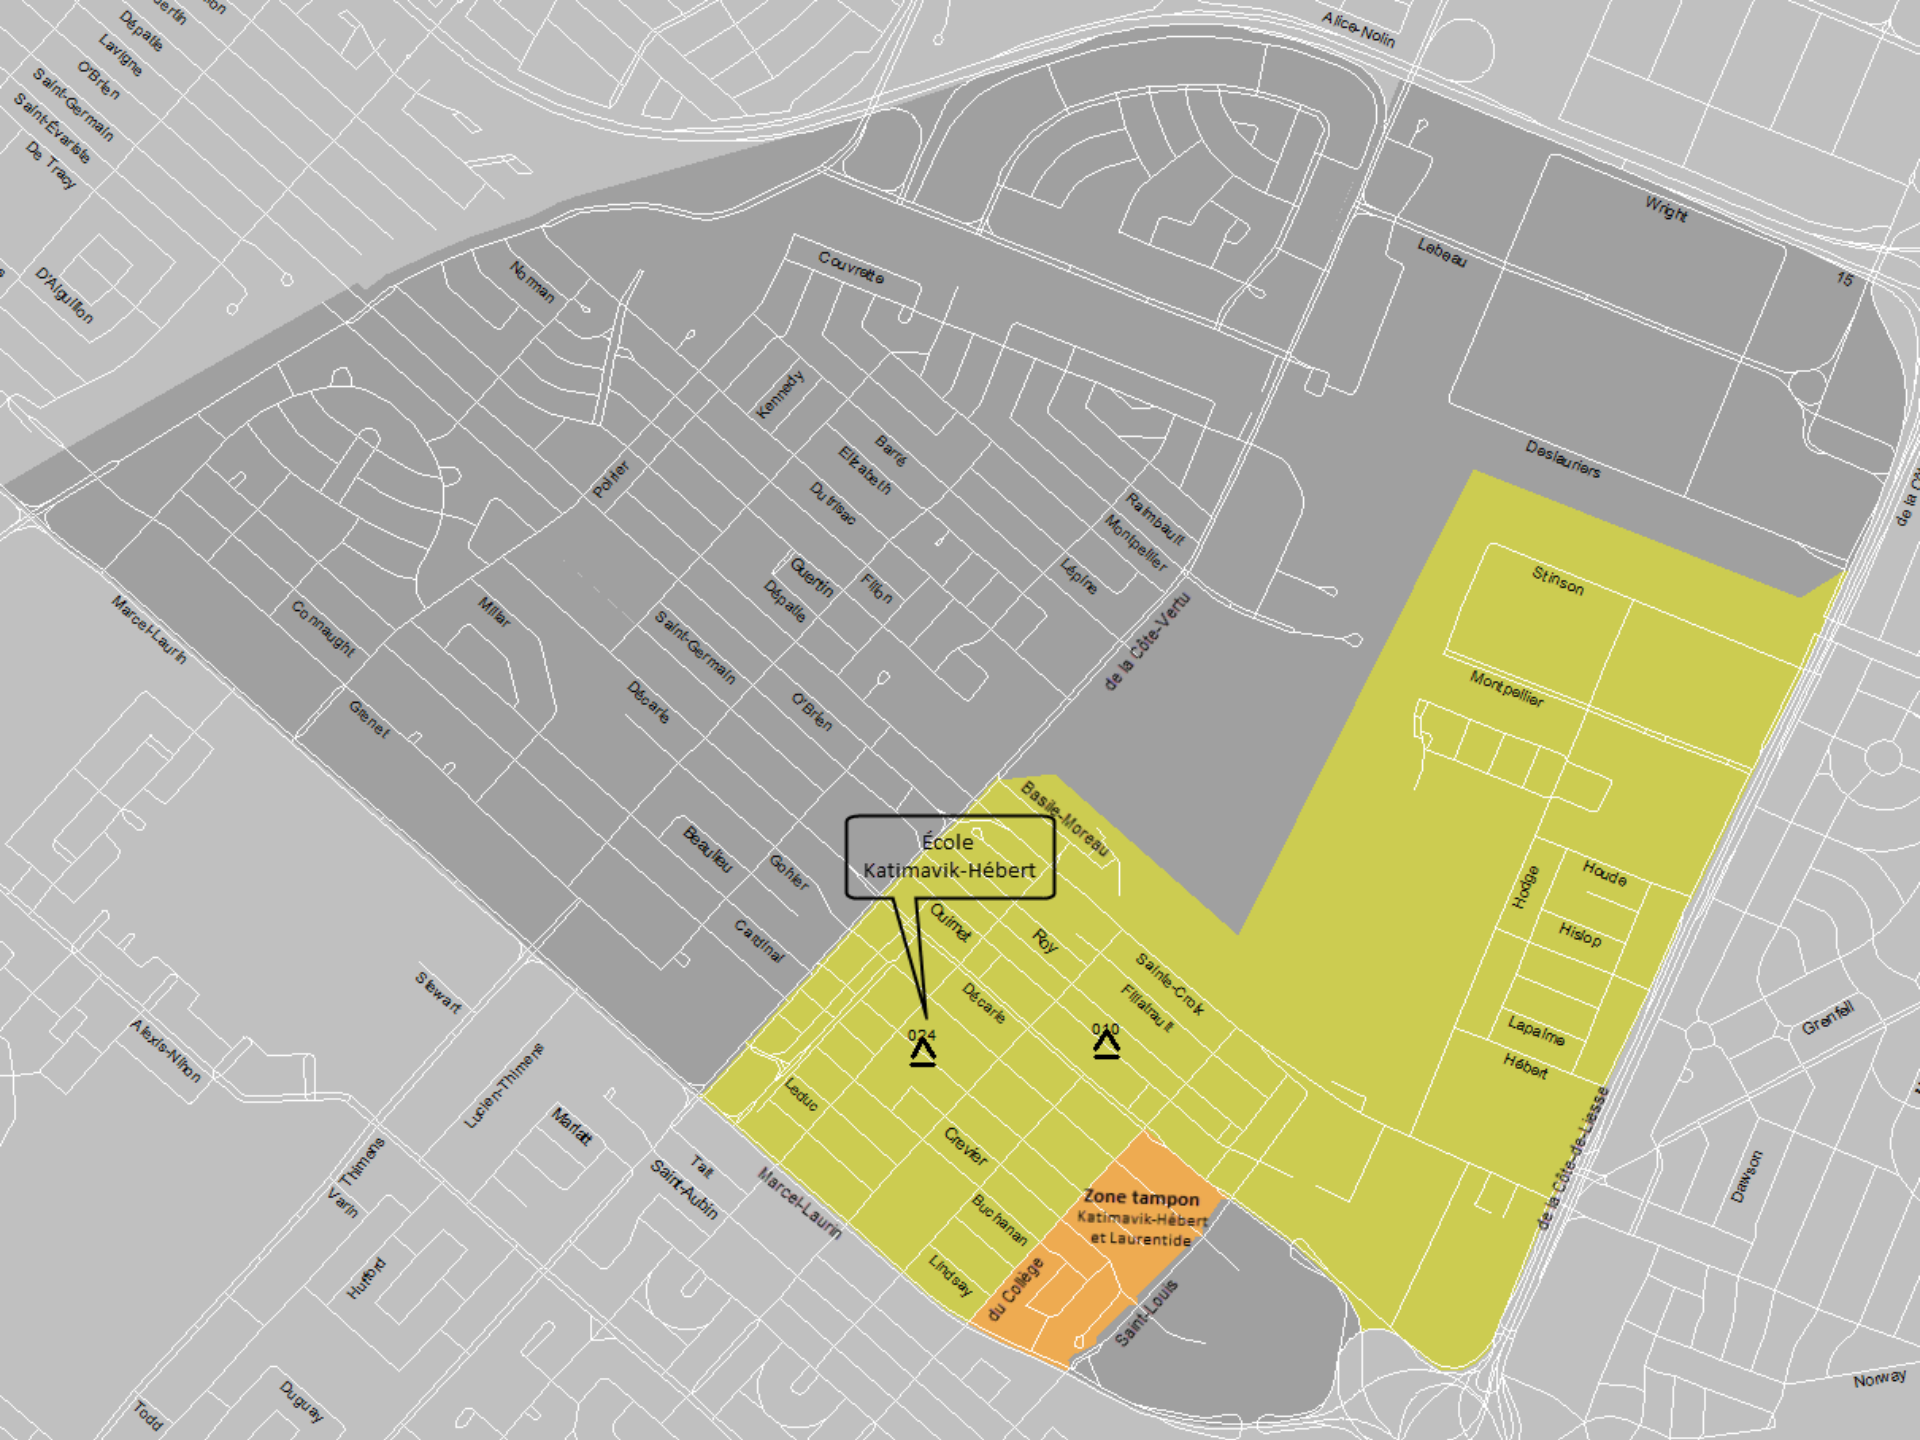 Dépatie
Lavigne
O'Brien
Saint-Germain
Saint-Évariste
De Tracy
D'Aiguillon
Alice-Nolin
Wright
15
Lebeau
Couvrette
Norman
Kennedy
Poirier
Barré
Elizabeth
Dutrisac
Raimbault
Montpellier
Lépine
Deslauriers
Guertin
Filion
Dépatie
Stinson
Millar
Connaught
Marcel-Laurin
Saint-Germain
de la Côte-Vertu
Décarie
O'Brien
Grenet
Montpellier
Basile-Moreau
École
Katimavik-Hébert
Beaulieu
Gohier
Cardinal
Houde
Hodge
Hislop
Ouimet
Roy
Sainte-Croix
Filiatrault
Décarie
Stewart
Alexis-Nihon
Lucien-Thimens
024
010
Lapalme
Hébert
Grenfell
Leduc
Marlatt
Crevier
Tait
Saint-Aubin
Thimens
Varin
Marcel-Laurin
Zone tampon
Katimavik-Hébert
et Laurentide
Buchanan
Lindsay
du Collège
Saint-Louis
de la Côte-de-Liesse
Dawson
Hufford
Norway
Duguay
Todd